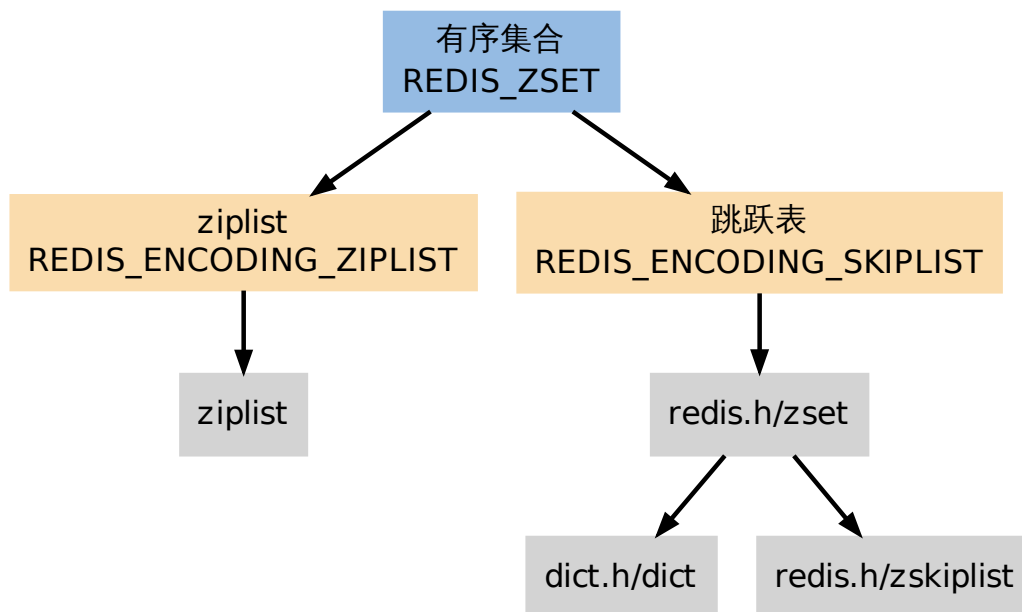 有序集合
REDIS_ZSET
ziplist
REDIS_ENCODING_ZIPLIST
跳跃表
REDIS_ENCODING_SKIPLIST
ziplist
redis.h/zset
dict.h/dict
redis.h/zskiplist